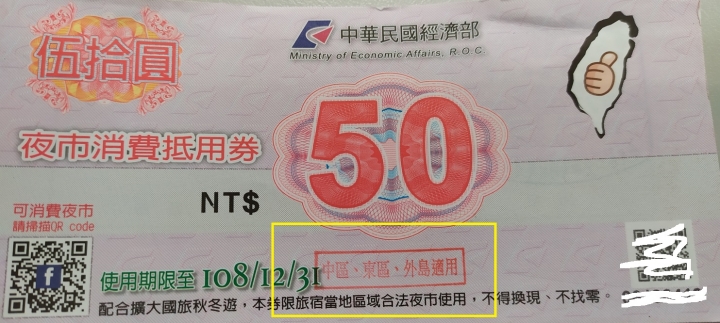 伍拾圓
中華民國經濟部
Ministry of Economic Affairs, R.O.C.
夜市消費抵用券
NT$ 50
可消費夜市
請掃描QR code
f
使用期限至 108/12/31
中區、東區、外島適用
配合擴大國旅秋冬遊，本券限旅宿當地區域合法夜市使用，不得換現、不找零。